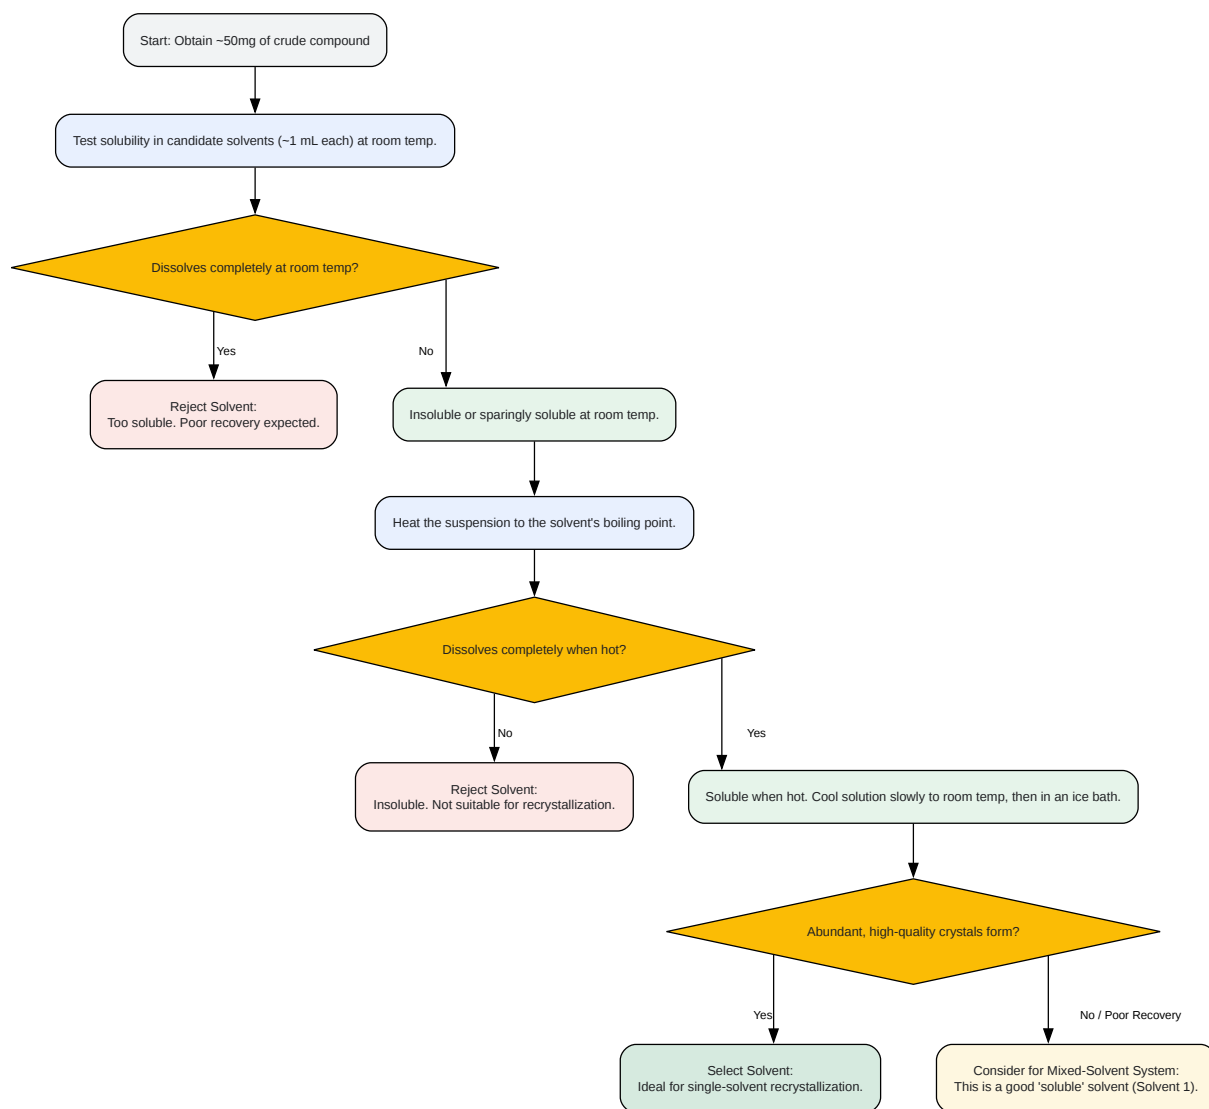 Start: Obtain ~50mg of crude compound
Test solubility in candidate solvents (~1 mL each) at room temp.
Dissolves completely at room temp?
Yes
No
Reject Solvent:
Too soluble. Poor recovery expected.
Insoluble or sparingly soluble at room temp.
Heat the suspension to the solvent's boiling point.
Dissolves completely when hot?
No
Yes
Reject Solvent:
Insoluble. Not suitable for recrystallization.
Soluble when hot. Cool solution slowly to room temp, then in an ice bath.
Abundant, high-quality crystals form?
Yes
No / Poor Recovery
Select Solvent:
Ideal for single-solvent recrystallization.
Consider for Mixed-Solvent System:
This is a good 'soluble' solvent (Solvent 1).